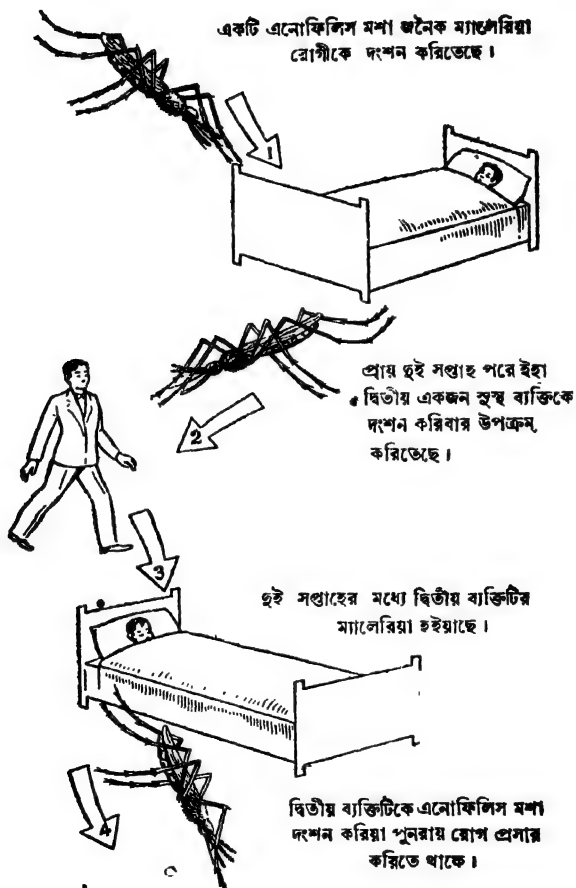 একটি এনোফিলিস মশা জনৈক ম্যালেরিয়া
রোগীকে দংশন করিতেছে।
1
প্রায় দুই সপ্তাহ পরে ইহা
দ্বিতীয় একজন সুস্থ ব্যক্তিকে
দংশন করিবার উপক্রম
করিতেছে।
2
3
দুই সপ্তাহের মধ্যে দ্বিতীয় ব্যক্তিটির
ম্যালেরিয়া হইয়াছে।
দ্বিতীয় ব্যক্তিটিকে এনোফিলিস মশা
দংশন করিয়া পুনরায় রোগ প্রসার
করিতে থাকে।
4